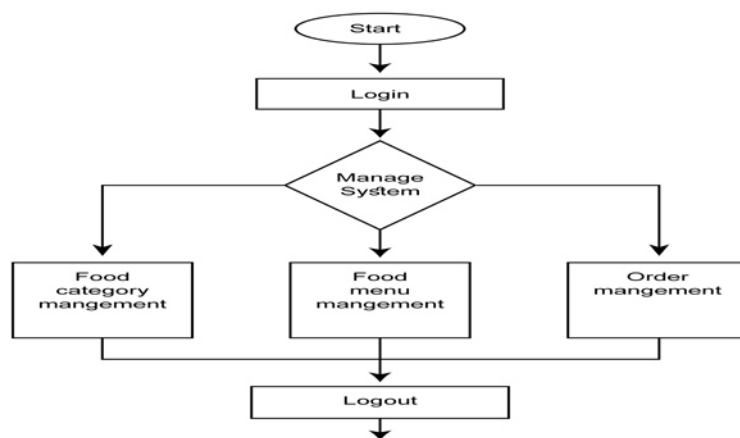 Start
Login
Manage
System
Food
category
mangement
Food
menu
mangement
Order
mangement
Logout